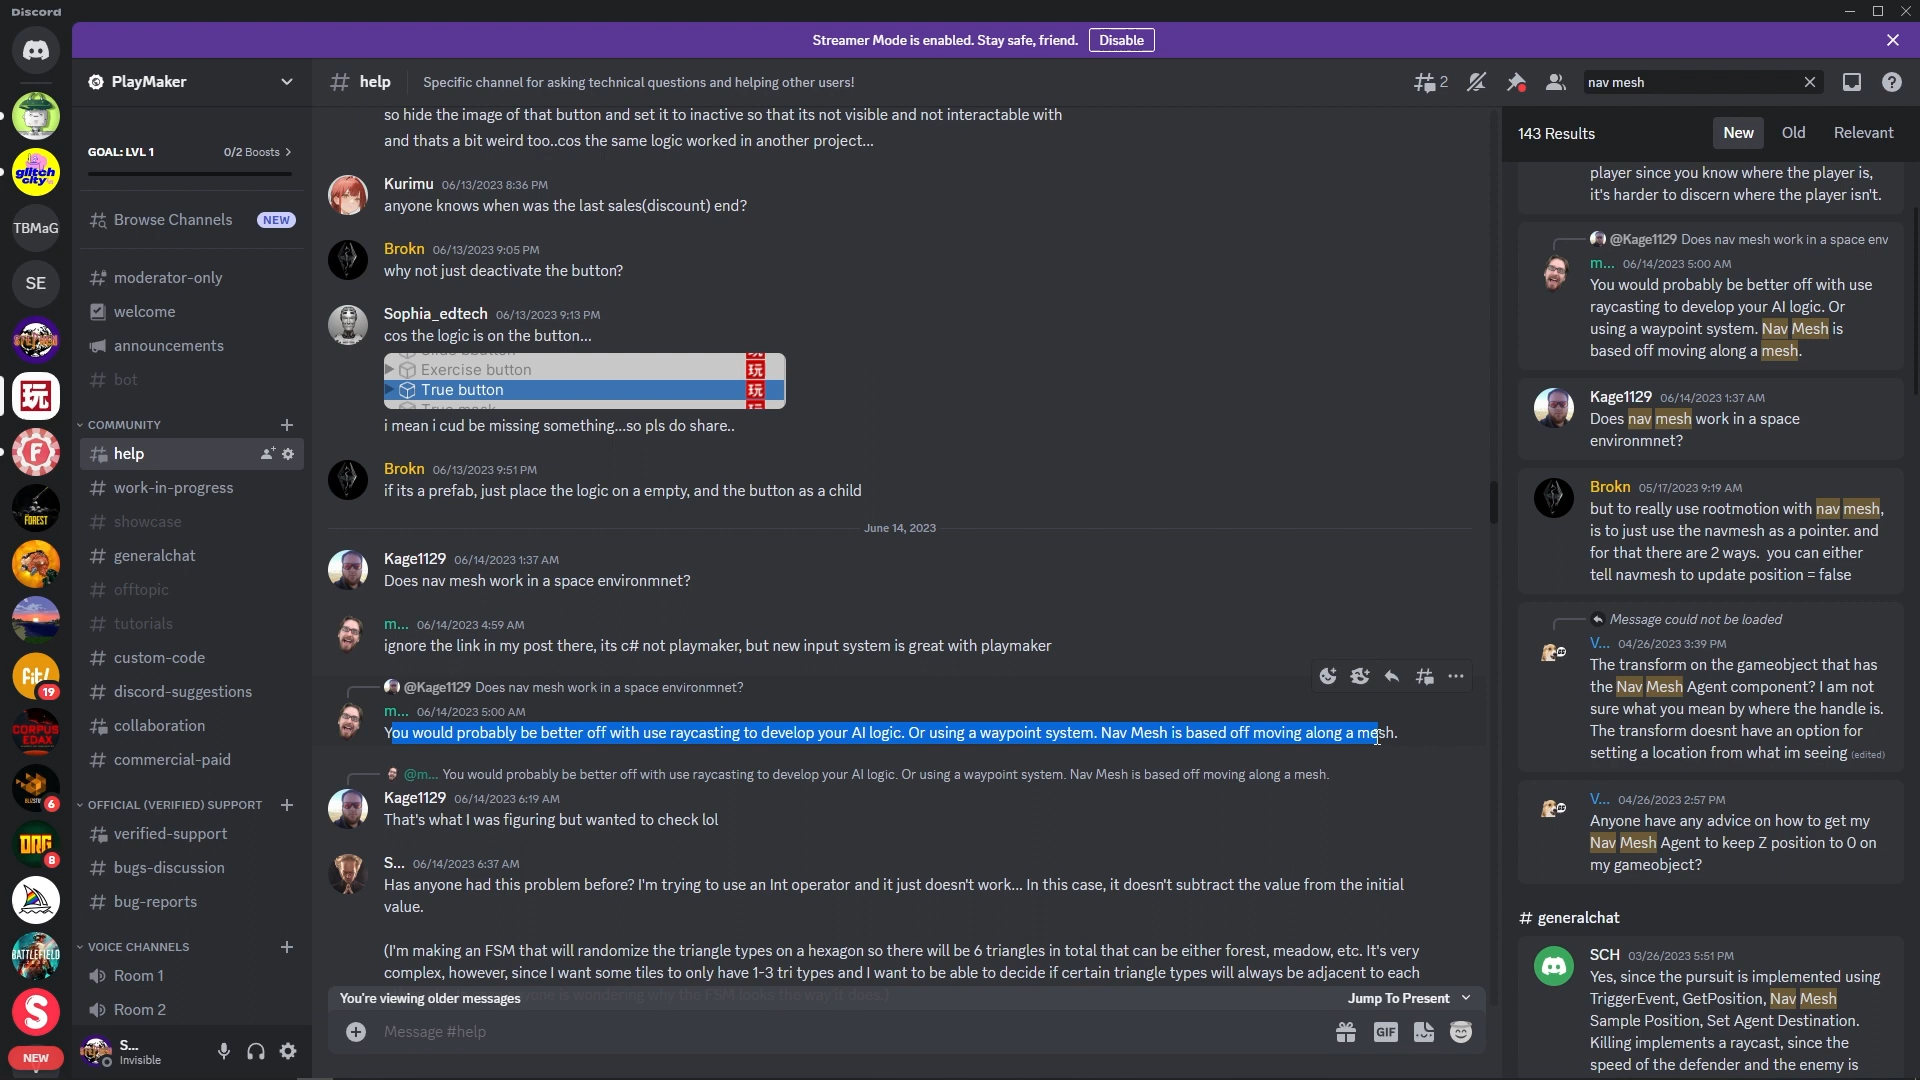 Discord
Streamer Mode is enabled. Stay safe, friend.
Disable
PlayMaker
help
Specific channel for asking technical questions and helping other users!
2
nav mesh
GOAL: LVL 1
0/2 Boosts
Browse Channels
NEW
moderator-only
welcome
announcements
bot
COMMUNITY
help
work-in-progress
showcase
generalchat
offtopic
tutorials
custom-code
discord-suggestions
collaboration
commercial-paid
OFFICIAL (VERIFIED) SUPPORT
verified-support
bugs-discussion
bug-reports
VOICE CHANNELS
Room 1
Room 2
S...
Invisible
glitch
city
TBMaG
SE
玩
F
FOREST
fit!
19
CORPUS
EDAX
6
DRG
8
BATTLEFIELD
S
NEW
so hide the image of that button and set it to inactive so that its not visible and not interactable with
and thats a bit weird too..cos the same logic worked in another project...
Kurimu 06/13/2023 8:36 PM
anyone knows when was the last sales(discount) end?
Brokn 06/13/2023 9:05 PM
why not just deactivate the button?
Sophia_edtech 06/13/2023 9:13 PM
cos the logic is on the button...
Exercise button
True button
玩
玩
i mean i cud be missing something...so pls do share..
Brokn 06/13/2023 9:51 PM
if its a prefab, just place the logic on a empty, and the button as a child
June 14, 2023
Kage1129 06/14/2023 1:37 AM
Does nav mesh work in a space environmnet?
m... 06/14/2023 4:59 AM
ignore the link in my post there, its c# not playmaker, but new input system is great with playmaker
@Kage1129 Does nav mesh work in a space environmnet?
m... 06/14/2023 5:00 AM
You would probably be better off with use raycasting to develop your AI logic. Or using a waypoint system. Nav Mesh is based off moving along a mesh.
@m... You would probably be better off with use raycasting to develop your AI logic. Or using a waypoint system. Nav Mesh is based off moving along a mesh.
Kage1129 06/14/2023 6:19 AM
That's what I was figuring but wanted to check lol
S... 06/14/2023 6:37 AM
Has anyone had this problem before? I'm trying to use an Int operator and it just doesn't work... In this case, it doesn't subtract the value from the initial
value.
(I'm making an FSM that will randomize the triangle types on a hexagon so there will be 6 triangles in total that can be either forest, meadow, etc. It's very
complex, however, since I want some tiles to only have 1-3 tri types and I want to be able to decide if certain triangle types will always be adjacent to each
one is wondering why the FSM looks the way it does.)
You're viewing older messages
Jump To Present
Message #help
GIF
143 Results
New
Old
Relevant
player since you know where the player is,
it's harder to discern where the player isn't.
@Kage1129 Does nav mesh work in a space env
m... 06/14/2023 5:00 AM
You would probably be better off with use
raycasting to develop your AI logic. Or
using a waypoint system. Nav Mesh is
based off moving along a mesh.
Kage1129 06/14/2023 1:37 AM
Does nav mesh work in a space
environmnet?
Brokn 05/17/2023 9:19 AM
but to really use rootmotion with nav mesh,
is to just use the navmesh as a pointer. and
for that there are 2 ways. you can either
tell navmesh to update position = false
Message could not be loaded
V... 04/26/2023 3:39 PM
The transform on the gameobject that has
the Nav Mesh Agent component? I am not
sure what you mean by where the handle is.
The transform doesnt have an option for
setting a location from what im seeing (edited)
V... 04/26/2023 2:57 PM
Anyone have any advice on how to get my
Nav Mesh Agent to keep Z position to 0 on
my gameobject?
# generalchat
SCH 03/26/2023 5:51 PM
Yes, since the pursuit is implemented using
TriggerEvent, GetPosition, Nav Mesh
Sample Position, Set Agent Destination.
Killing implements a raycast, since the
speed of the defender and the enemy is